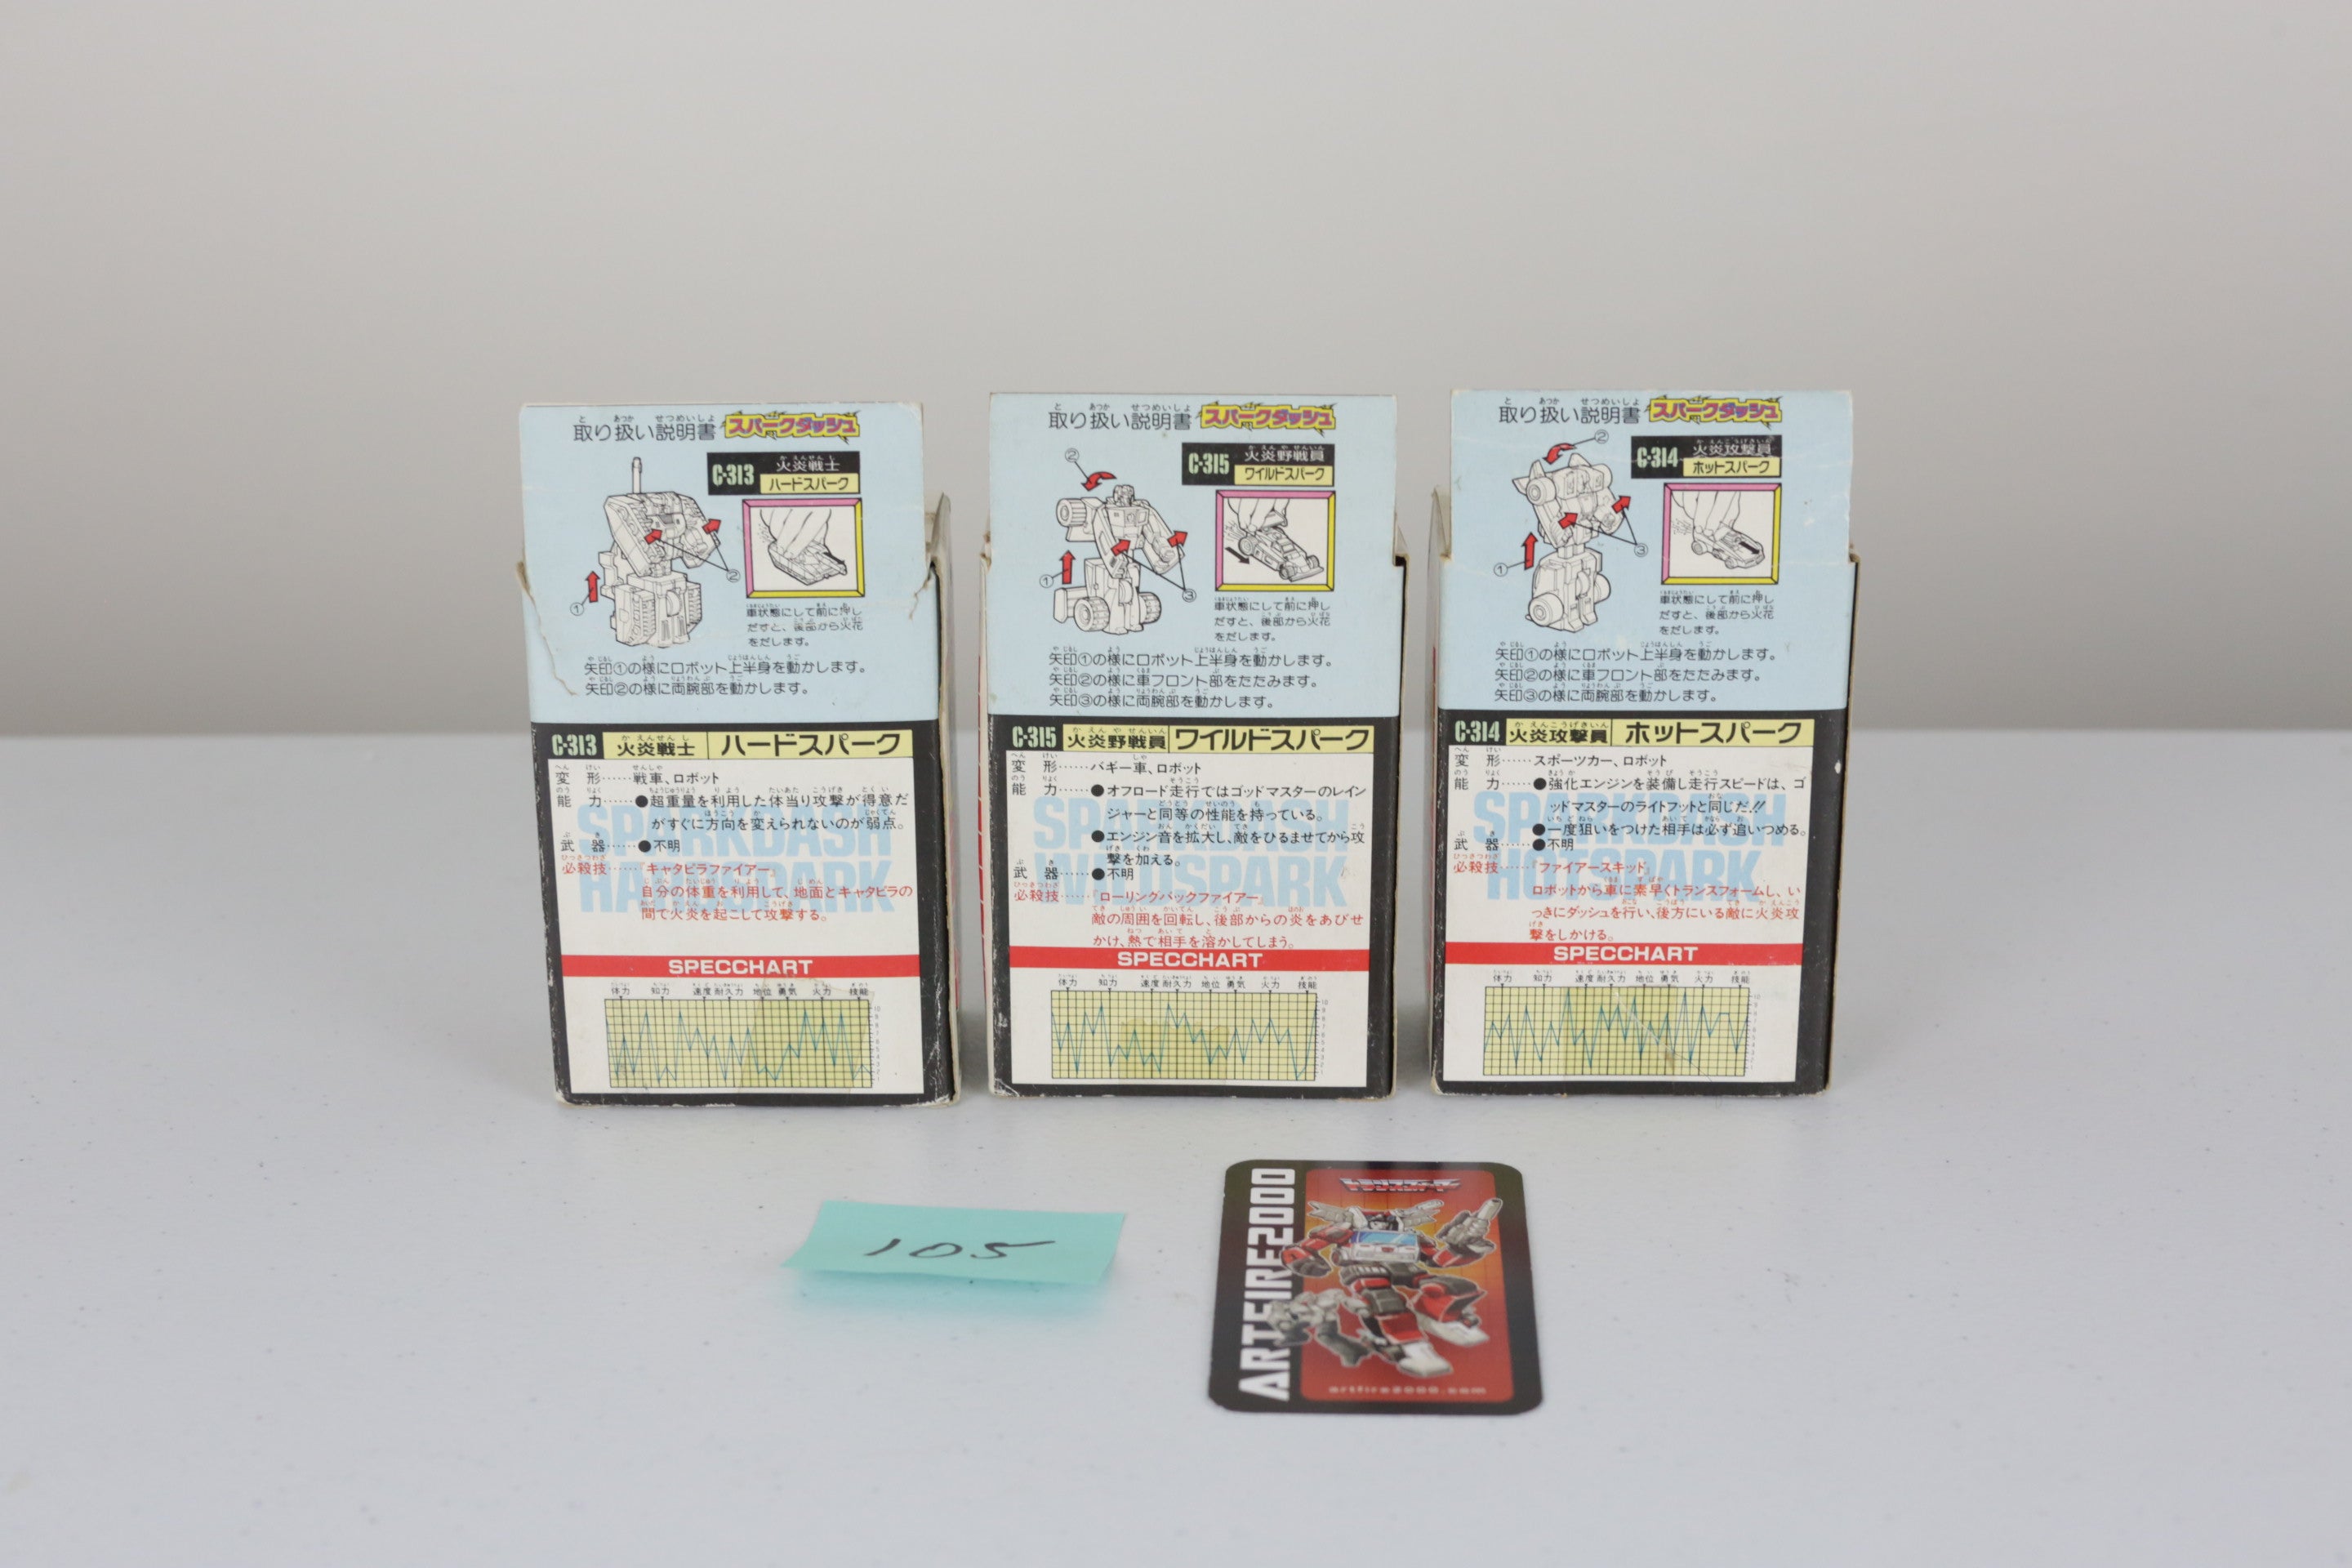 取り扱い説明書 スパークダッシュ
C-313 火炎戦士
ハードスパーク
②
①
車状態にして前に押し
だすと、後部から火花
をだします。
矢印①の様にロボット上半身を動かします。
矢印②の様に両腕部を動かします。
C-313 火炎戦士 ハードスパーク
SPARKDASH
HARDSPARK
変形……戦車、ロボット
能力……●超重量を利用した体当り攻撃が得意だ
がすぐに方向を変えられないのが弱点。
武器……●不明
必殺技……『キャタピラファイアー』
自分の体重を利用して、地面とキャタピラの
間で火炎を起こして攻撃する。
SPECCHART
体力 知力 速度 耐久力 地位 勇気 火力 技能
取り扱い説明書 スパークダッシュ
C-315 火炎野戦員
ワイルドスパーク
②
①
③
車状態にして前に押し
だすと、後部から火花
をだします。
矢印①の様にロボット上半身を動かします。
矢印②の様に車フロント部をたたみます。
矢印③の様に両腕部を動かします。
C-315 火炎野戦員 ワイルドスパーク
SPARKDASH
WILDSPARK
変形……バギー車、ロボット
能力……●オフロード走行ではゴッドマスターのレイン
ジャーと同等の性能を持っている。
●エンジン音を拡大し、敵をひるませてから攻
撃を加える。
武器……●不明
必殺技……『ローリングバックファイアー』
敵の周囲を回転し、後部からの炎をあびせ
かけ、熱で相手を溶かしてしまう。
SPECCHART
体力 知力 速度 耐久力 地位 勇気 火力 技能
取り扱い説明書 スパークダッシュ
C-314 火炎攻撃員
ホットスパーク
②
①
③
車状態にして前に押し
だすと、後部から火花
をだします。
矢印①の様にロボット上半身を動かします。
矢印②の様に車フロント部をたたみます。
矢印③の様に両腕部を動かします。
C-314 火炎攻撃員 ホットスパーク
SPARKDASH
HOTSPARK
変形……スポーツカー、ロボット
能力……●強化エンジンを装備し走行スピードは、ゴ
ッドマスターのライトフットと同じだ!!
●一度狙いをつけた相手は必ず追いつめる。
武器……●不明
必殺技……『ファイアースキッド』
ロボットから車に素早くトランスフォームし、い
っきにダッシュを行い、後方にいる敵に火炎攻
撃をしかける。
SPECCHART
体力 知力 速度 耐久力 地位 勇気 火力 技能
105
ARTFIRE2000
トランスフォーマー
artfire2000.com